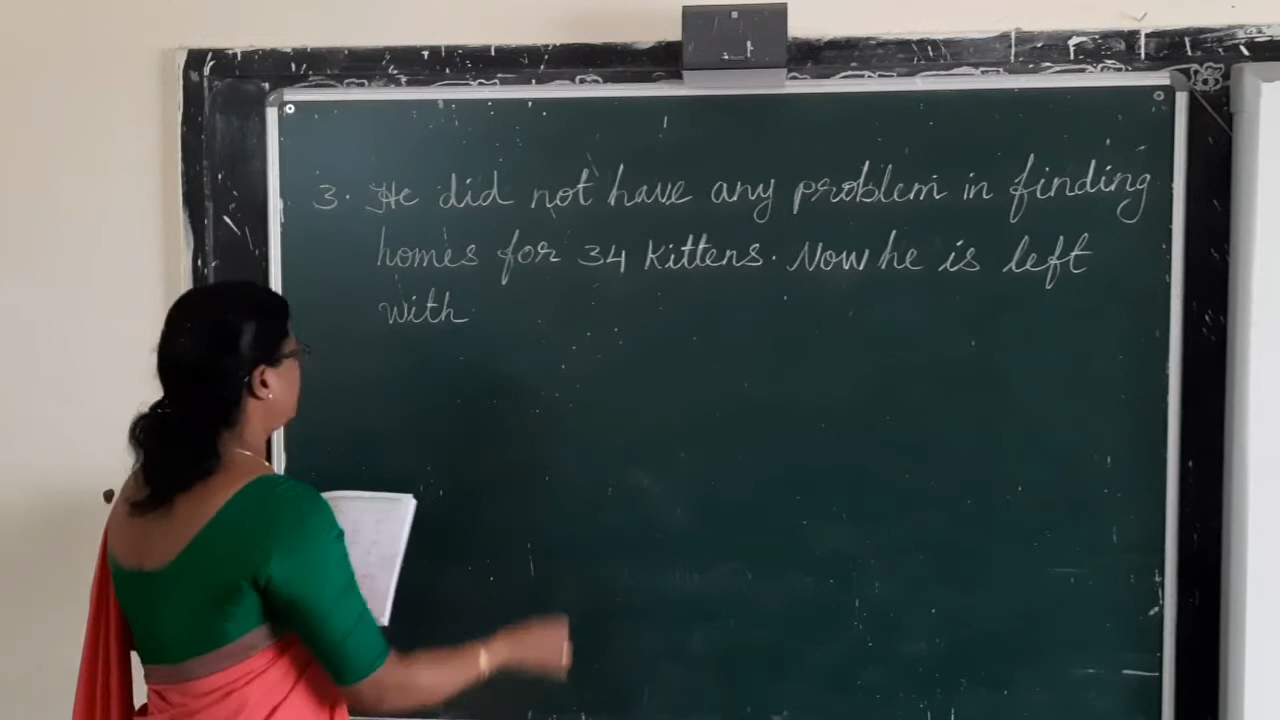 3. He did not have any problem in finding
homes for 34 kittens. Now he is left
with